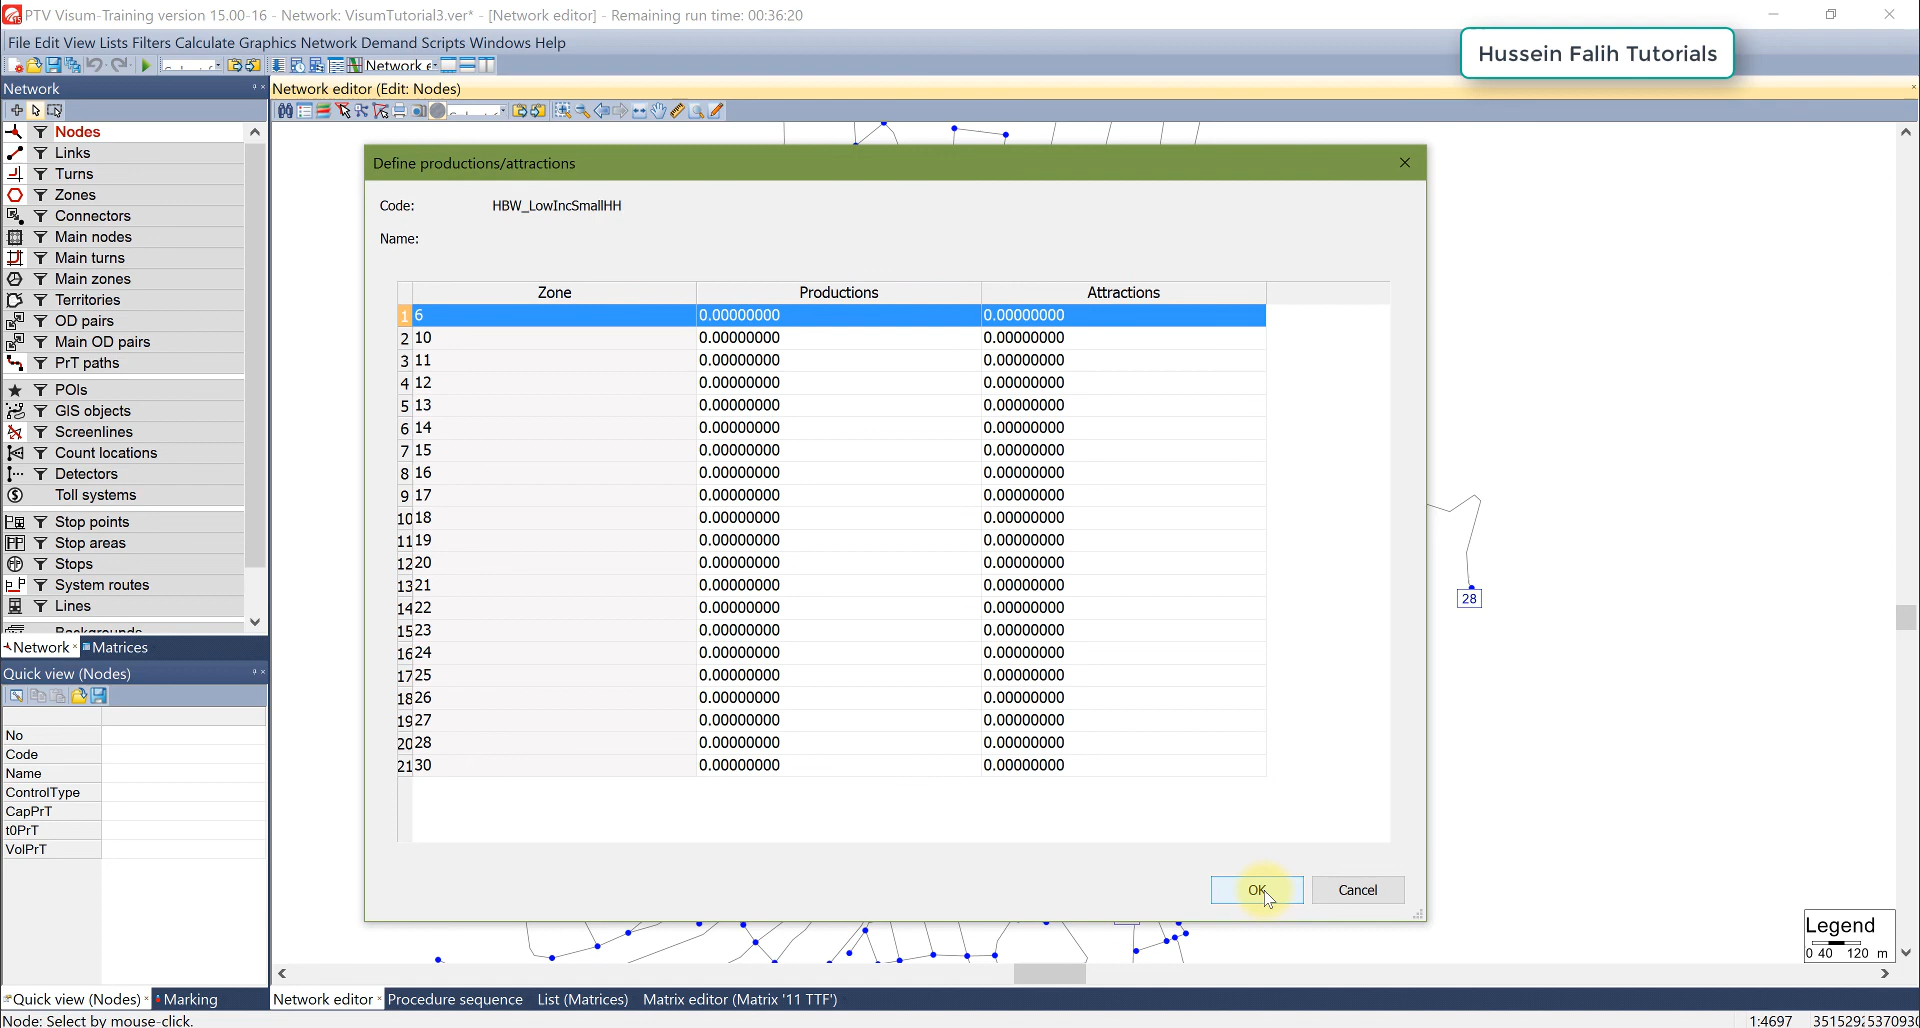 PTV Visum-Training version 15.00-16 - Network: VisumTutorial3.ver* - [Network editor] - Remaining run time: 00:36:20
File Edit View Lists Filters Calculate Graphics Network Demand Scripts Windows Help
Hussein Falih Tutorials
Network
Network editor (Edit: Nodes)
Nodes
Links
Turns
Zones
Connectors
Main nodes
Main turns
Main zones
Territories
OD pairs
Main OD pairs
PrT paths
POIs
GIS objects
Screenlines
Count locations
Detectors
Toll systems
Stop points
Stop areas
Stops
System routes
Lines
Network
Matrices
Quick view (Nodes)
No
Code
Name
ControlType
CapPrT
t0PrT
VolPrT
Define productions/attractions
Code: HBW_LowIncSmallHH
Name:
Zone Productions Attractions
1 6 0.00000000 0.00000000
2 10 0.00000000 0.00000000
3 11 0.00000000 0.00000000
4 12 0.00000000 0.00000000
5 13 0.00000000 0.00000000
6 14 0.00000000 0.00000000
7 15 0.00000000 0.00000000
8 16 0.00000000 0.00000000
9 17 0.00000000 0.00000000
10 18 0.00000000 0.00000000
11 19 0.00000000 0.00000000
12 20 0.00000000 0.00000000
13 21 0.00000000 0.00000000
14 22 0.00000000 0.00000000
15 23 0.00000000 0.00000000
16 24 0.00000000 0.00000000
17 25 0.00000000 0.00000000
18 26 0.00000000 0.00000000
19 27 0.00000000 0.00000000
20 28 0.00000000 0.00000000
21 30 0.00000000 0.00000000
OK Cancel
28
Legend
0 40 120 m
Quick view (Nodes) Marking
Network editor Procedure sequence List (Matrices) Matrix editor (Matrix '11 TTF')
Node: Select by mouse-click.
1:4697